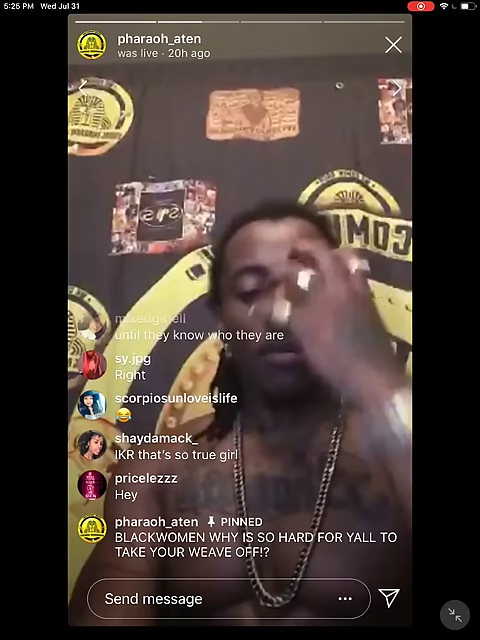 5:25 PM Wed Jul 31
pharaoh_aten
was live · 20h ago
until they know who they are
sy.jpg
Right
scorpiosunloveislife
😂
shaydamack_
IKR that's so true girl
pricelezzz
Hey
pharaoh_aten PINNED
BLACKWOMEN WHY IS SO HARD FOR YALL TO
TAKE YOUR WEAVE OFF!?
Send message